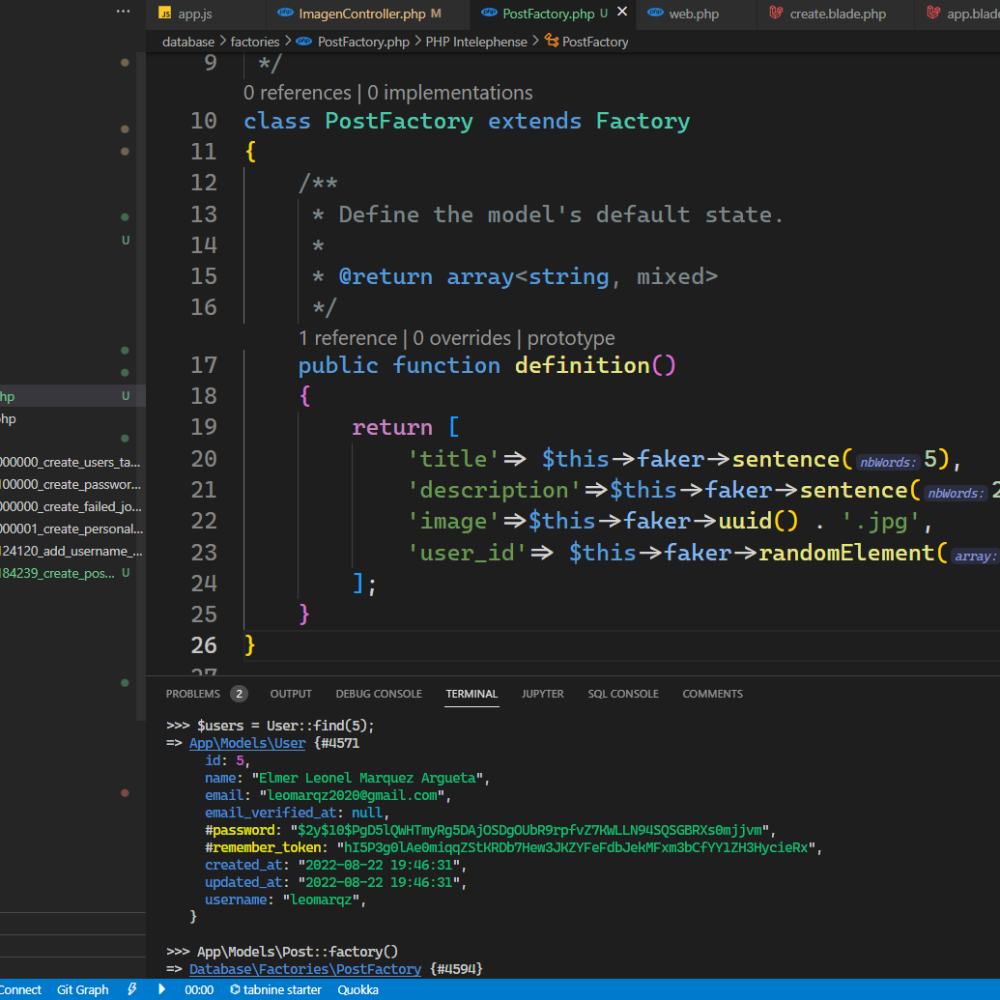 app.js
ImagenController.php M
PostFactory.php U
web.php
create.blade.php
app.blade
database > factories > PostFactory.php > PHP Intelephense > PostFactory
9 */
0 references | 0 implementations
10 class PostFactory extends Factory
11 {
12 /**
13 * Define the model's default state.
14 *
15 * @return array<string, mixed>
16 */
1 reference | 0 overrides | prototype
17 public function definition()
18 {
19 return [
20 'title'=> $this->faker->sentence( nbWords: 5),
21 'description'=>$this->faker->sentence( nbWords: 2
22 'image'=>$this->faker->uuid() . '.jpg',
23 'user_id'=> $this->faker->randomElement( array:
24 ];
25 }
26 }
27
U
hp U
hp
000000_create_users_ta...
100000_create_passwor...
000000_create_failed_jo...
000001_create_personal...
124120_add_username_...
184239_create_pos... U
PROBLEMS 2 OUTPUT DEBUG CONSOLE TERMINAL JUPYTER SQL CONSOLE COMMENTS
>>> $users = User::find(5);
=> App\Models\User {#4571
id: 5,
name: "Elmer Leonel Marquez Argueta",
email: "leomarqz2020@gmail.com",
email_verified_at: null,
#password: "$2y$10$PgD5lQWHTmyRg5DAjOSDgOUbR9rpfvZ7KWLLN94SQSGBRXs0mjjvm",
#remember_token: "hI5P3g0lAe0miqqZStKRDb7Hew3JKZYFeFdbJekMFxm3bCfYY1ZH3HycieRx",
created_at: "2022-08-22 19:46:31",
updated_at: "2022-08-22 19:46:31",
username: "leomarqz",
}
>>> App\Models\Post::factory()
=> Database\Factories\PostFactory {#4594}
Connect Git Graph 00:00 tabnine starter Quokka